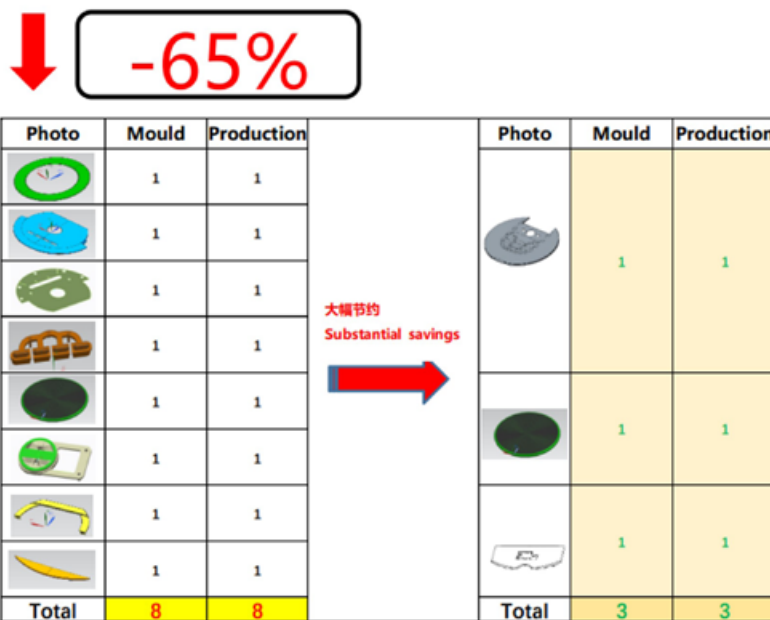 -65%
Photo Mould Production
1 1
1 1
1 1
1 1
1 1
1 1
1 1
1 1
Total 8 8
大幅节约
Substantial savings
Photo Mould Production
1 1
1 1
1 1
Total 3 3